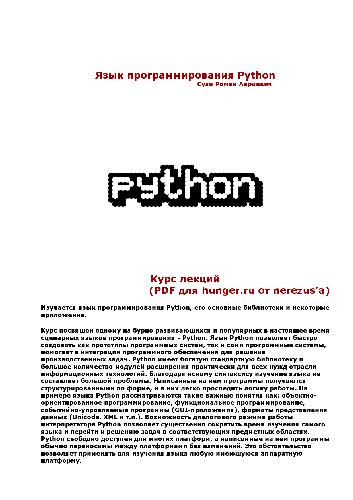 Язык программирования Python
Сузи Роман Авриевич
python
Курс лекций
(PDF для hunger.ru от nerezus'а)
Изучается язык программирования Python, его основные библиотеки и некоторые
приложения.
Курс посвящен одному из бурно развивающихся и популярных в настоящее время
сценарных языков программирования - Python. Язык Python позволяет быстро
создавать как прототипы программных систем, так и сами программные системы,
помогает в интеграции программного обеспечения для решения
производственных задач. Python имеет богатую стандартную библиотеку и
большое количество модулей расширения практически для всех нужд отрасли
информационных технологий. Благодаря ясному синтаксису изучение языка не
составляет большой проблемы. Написанные на нем программы получаются
структурированными по форме, и в них легко проследить логику работы. На
примере языка Python рассматриваются такие важные понятия как: объектно-
ориентированное программирование, функциональное программирование,
событийно-управляемые программы (GUI-приложения), форматы представления
данных (Unicode, XML и т.п.). Возможность диалогового режима работы
интерпретатора Python позволяет существенно сократить время изучения самого
языка и перейти к решению задач в соответствующих предметных областях.
Python свободно доступен для многих платформ, а написанные на нем программы
обычно переносимы между платформами без изменений. Это обстоятельство
позволяет применять для изучения языка любую имеющуюся аппаратную
платформу.